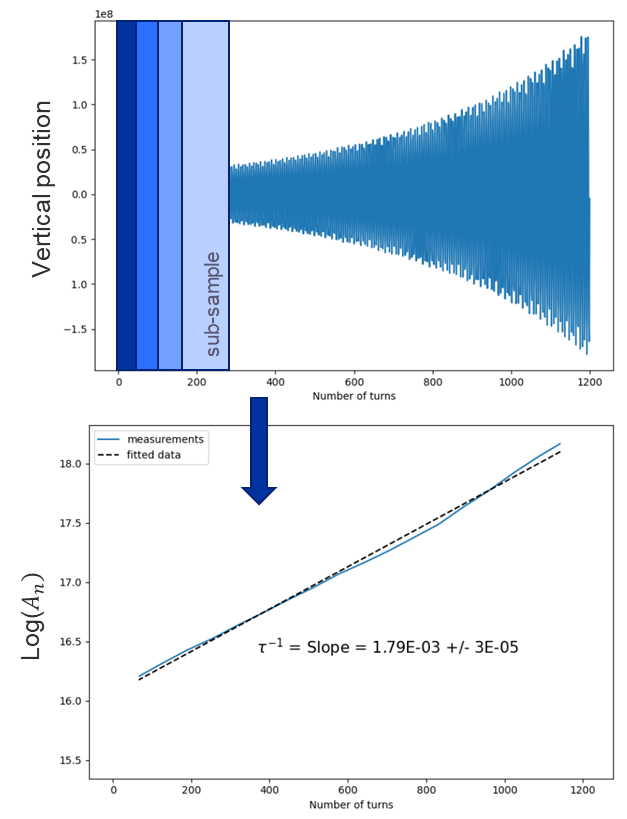 1e8
Vertical position
1.5
1.0
0.5
0.0
0.5
1.0
−1.5
sub-sample
0 200 400 600 800 1000 1200
Number of turns
measurements
fitted data
Log(Aₙ)
18.0
17.5
17.0
16.5
16.0
15.5
τ⁻¹ = Slope = 1.79E-03 +/- 3E-05
0 200 400 600 800 1000 1200
Number of turns